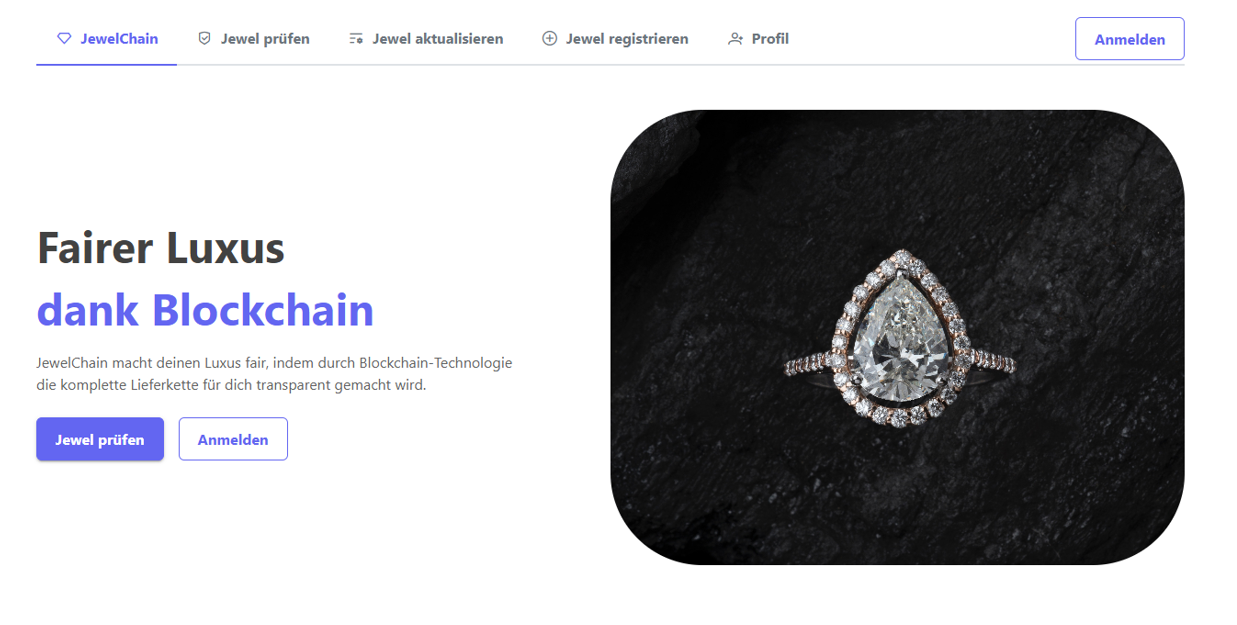 JewelChain
Jewel prüfen
Jewel aktualisieren
Jewel registrieren
Profil
Anmelden
Fairer Luxus
dank Blockchain
JewelChain macht deinen Luxus fair, indem durch Blockchain-Technologie
die komplette Lieferkette für dich transparent gemacht wird.
Jewel prüfen
Anmelden